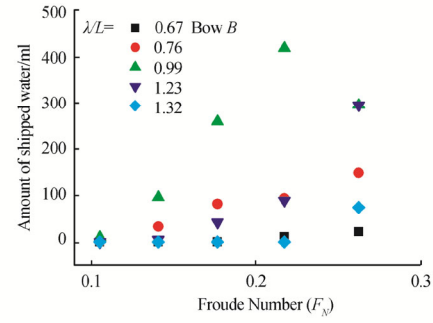 λ/L= 0.67 Bow B
0.76
0.99
1.23
1.32
Amount of shipped water/ml
500
400
300
200
100
0
0.1 0.2 0.3
Froude Number (F_N)